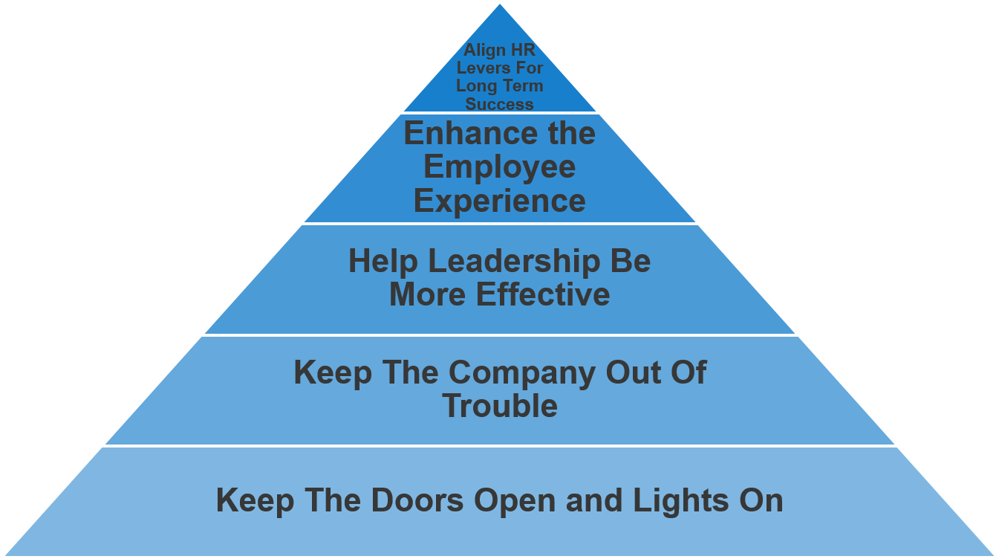 Align HR
Levers For
Long Term
Success
Enhance the
Employee
Experience
Help Leadership Be
More Effective
Keep The Company Out Of
Trouble
Keep The Doors Open and Lights On